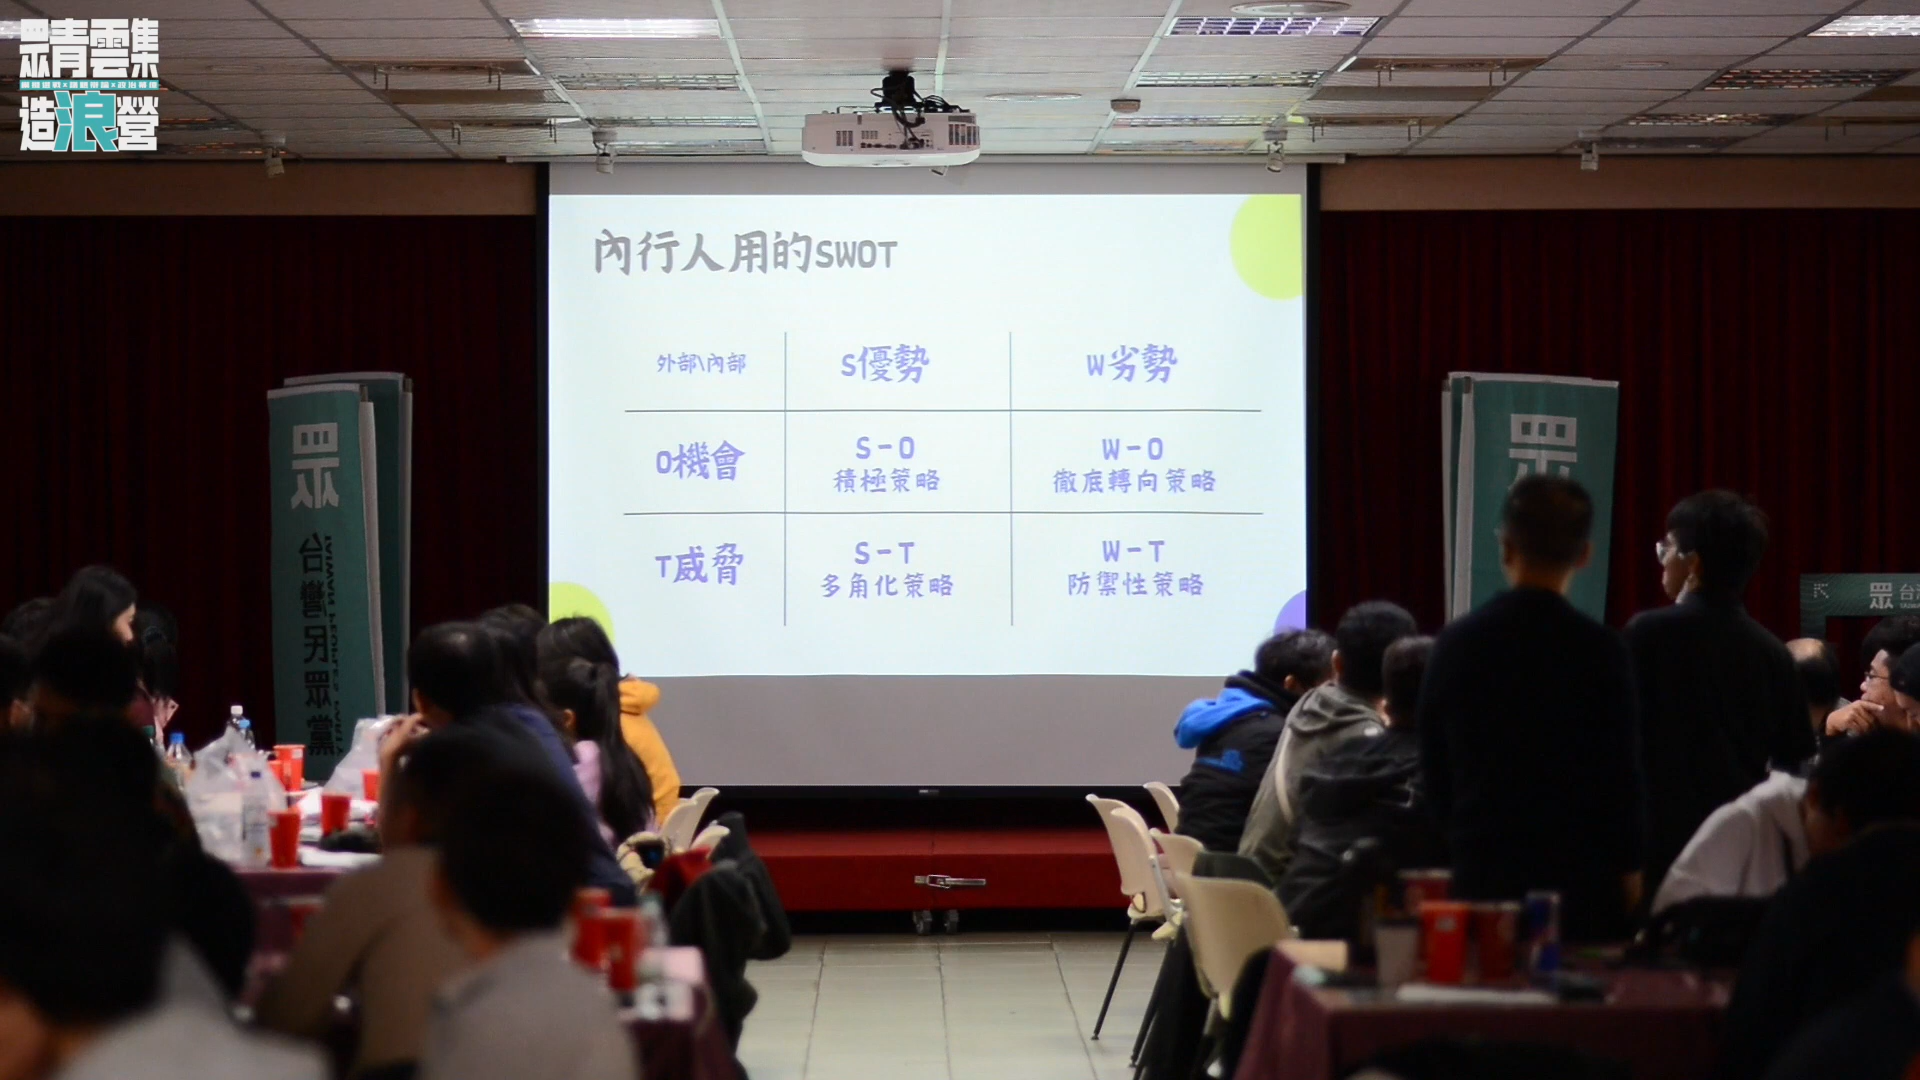 眾青雲集
造浪營
內行人用的SWOT
外部\內部 S優勢 W劣勢
O機會 S-O 積極策略 W-O 徹底轉向策略
T威脅 S-T 多角化策略 W-T 防禦性策略
眾
台灣民眾黨
眾
眾 台